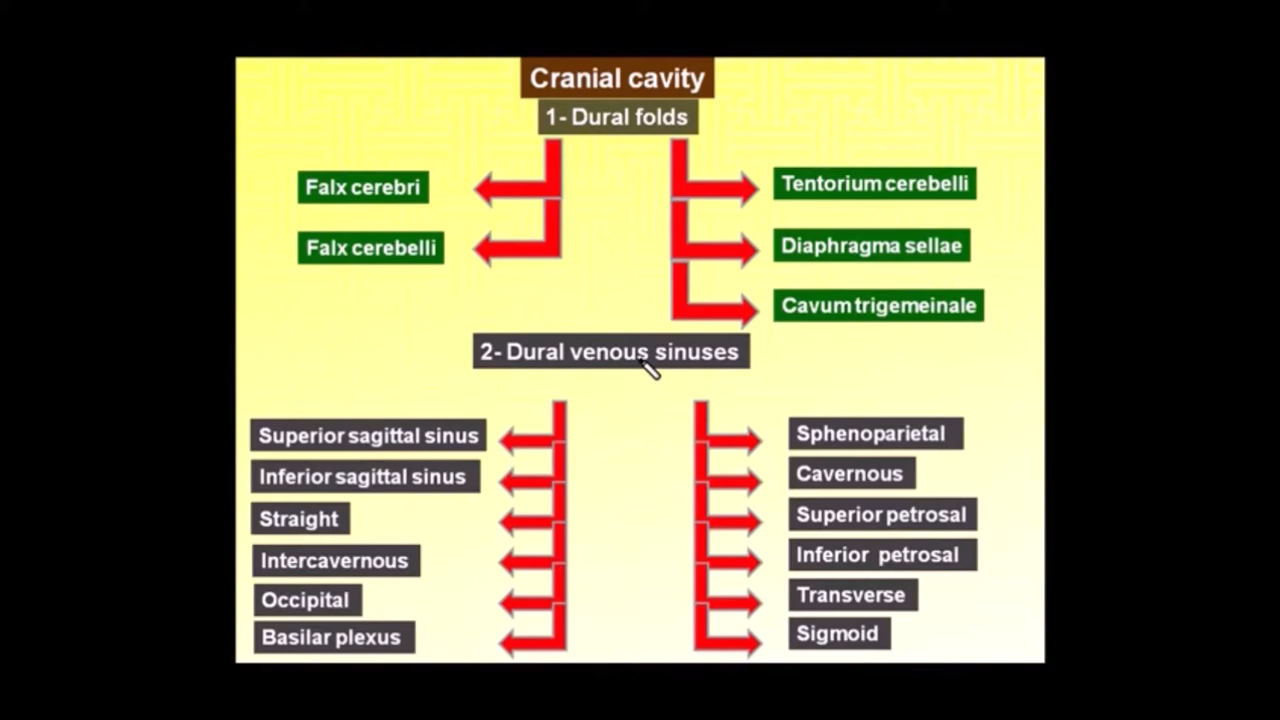 Cranial cavity
1- Dural folds
Falx cerebri
Falx cerebelli
Tentorium cerebelli
Diaphragma sellae
Cavum trigemeinale
2- Dural venous sinuses
Superior sagittal sinus
Inferior sagittal sinus
Straight
Intercavernous
Occipital
Basilar plexus
Sphenoparietal
Cavernous
Superior petrosal
Inferior petrosal
Transverse
Sigmoid